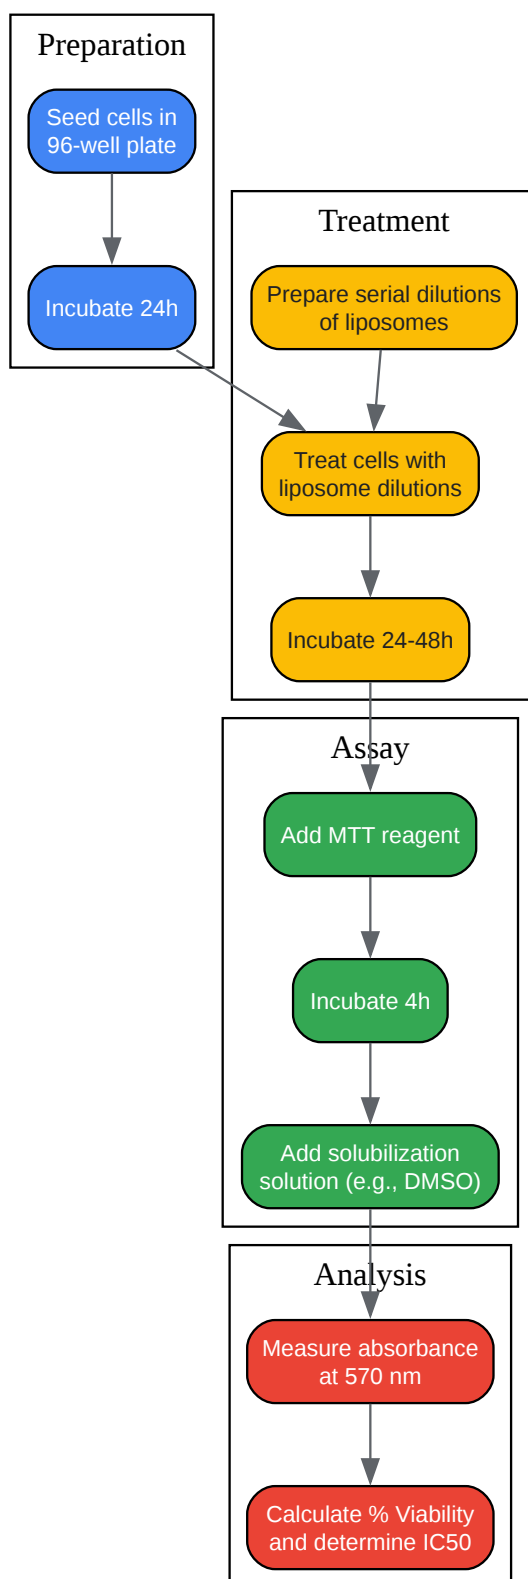 Preparation
Seed cells in
96-well plate
Incubate 24h
Treatment
Prepare serial dilutions
of liposomes
Treat cells with
liposome dilutions
Incubate 24-48h
Assay
Add MTT reagent
Incubate 4h
Add solubilization
solution (e.g., DMSO)
Analysis
Measure absorbance
at 570 nm
Calculate % Viability
and determine IC50